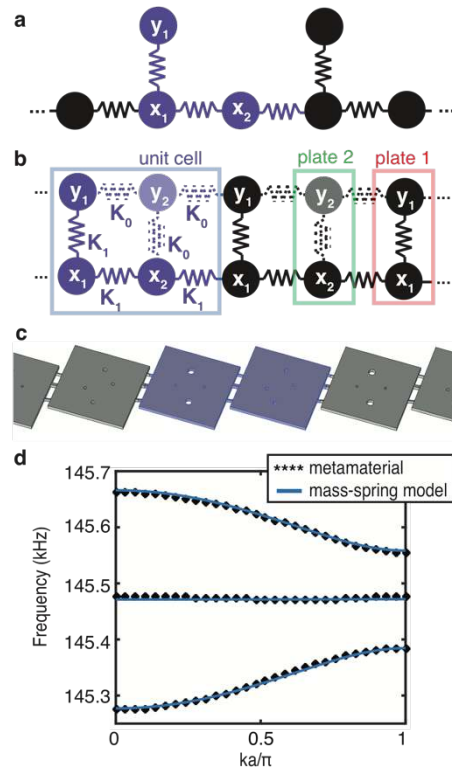 a
y₁
... x₁ x₂ ...
b
unit cell plate 2 plate 1
... y₁ y₂ y₁ y₂ y₁ ...
K₀ K₀
K₁ K₀
... x₁ x₂ x₁ x₂ x₁ ...
K₁ K₁
c
d
145.7
145.6
145.5
145.4
145.3
Frequency (kHz)
**** metamaterial
mass-spring model
0 0.5 1
ka/π